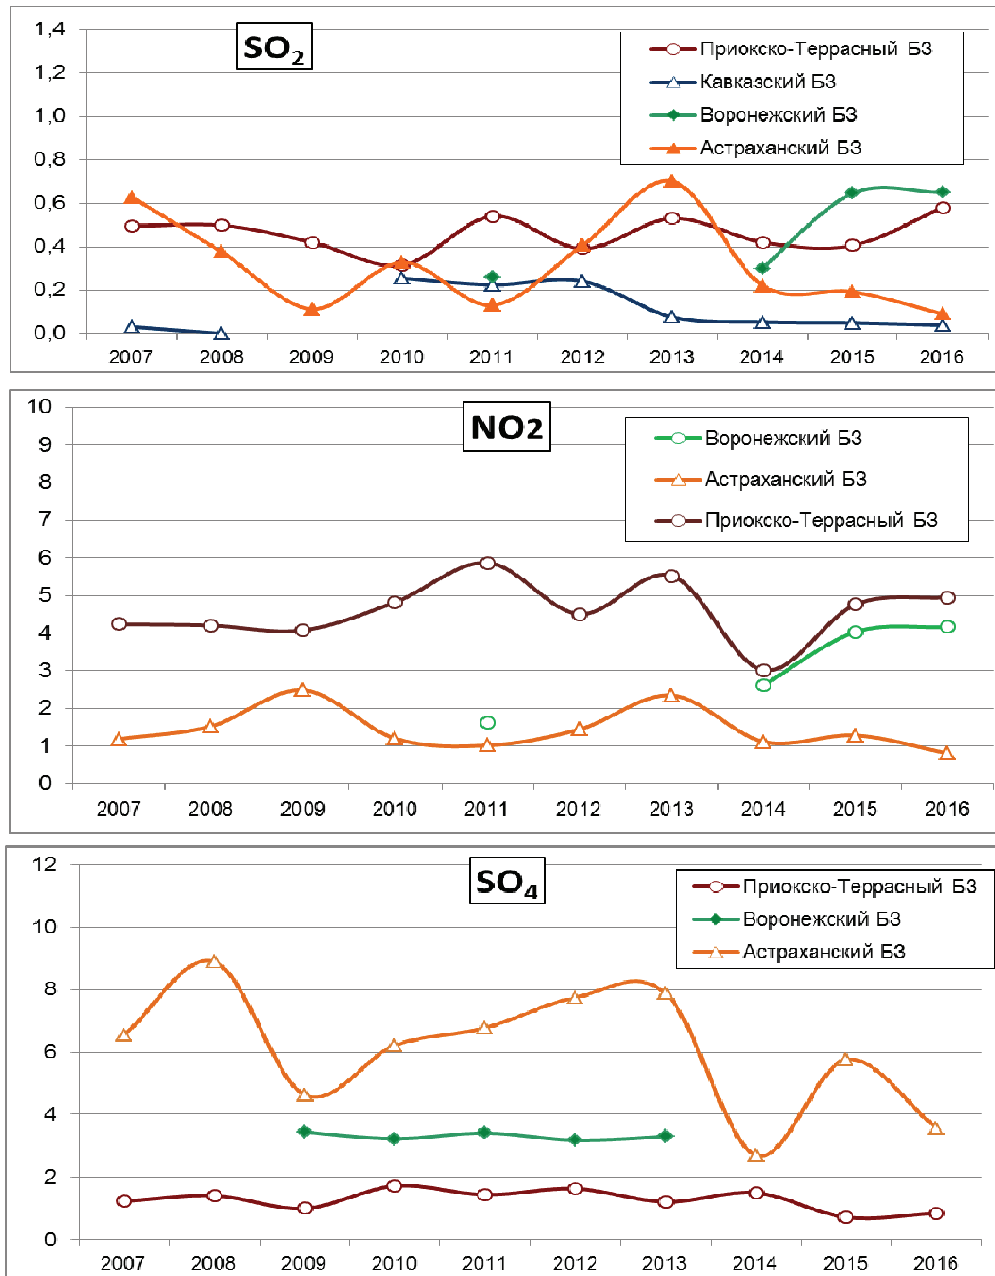 SO₂
Приокско-Террасный БЗ
Кавказский БЗ
Воронежский БЗ
Астраханский БЗ
1,4
1,2
1,0
0,8
0,6
0,4
0,2
0,0
2007 2008 2009 2010 2011 2012 2013 2014 2015 2016
NO2
Воронежский БЗ
Астраханский БЗ
Приокско-Террасный БЗ
10
9
8
7
6
5
4
3
2
1
0
2007 2008 2009 2010 2011 2012 2013 2014 2015 2016
SO₄
Приокско-Террасный БЗ
Воронежский БЗ
Астраханский БЗ
12
10
8
6
4
2
0
2007 2008 2009 2010 2011 2012 2013 2014 2015 2016